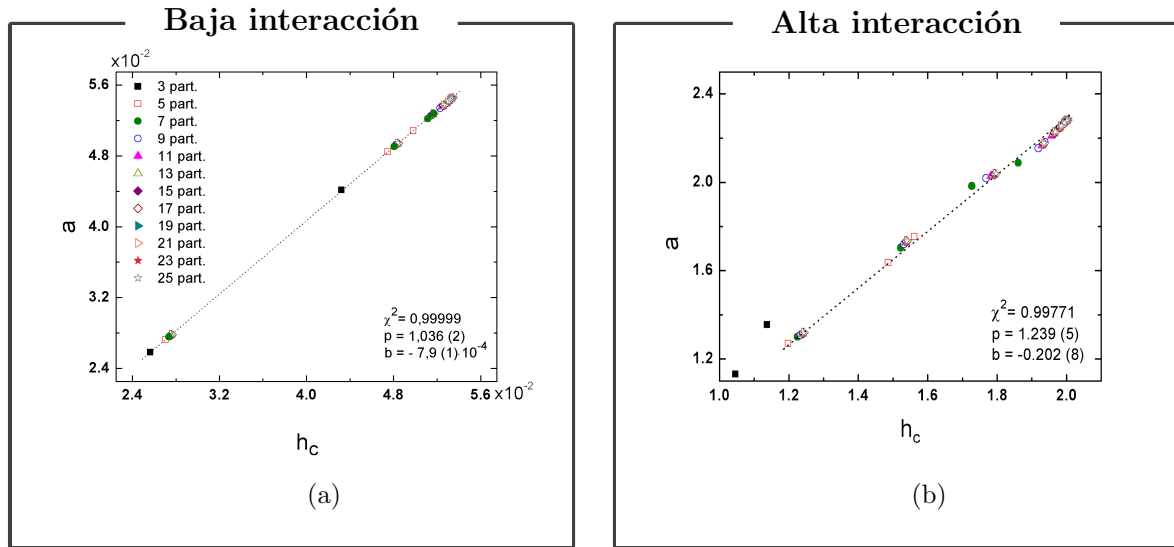 Baja interacción
x10⁻²
5.6
4.8
4.0
3.2
2.4
a
3 part.
5 part.
7 part.
9 part.
11 part.
13 part.
15 part.
17 part.
19 part.
21 part.
23 part.
25 part.
χ² = 0,99999
p = 1,036 (2)
b = - 7,9 (1)·10⁻⁴
2.4 3.2 4.0 4.8 5.6 x10⁻²
h_c
(a)
Alta interacción
2.4
2.0
1.6
1.2
a
χ² = 0.99771
p = 1.239 (5)
b = -0.202 (8)
1.0 1.2 1.4 1.6 1.8 2.0
h_c
(b)